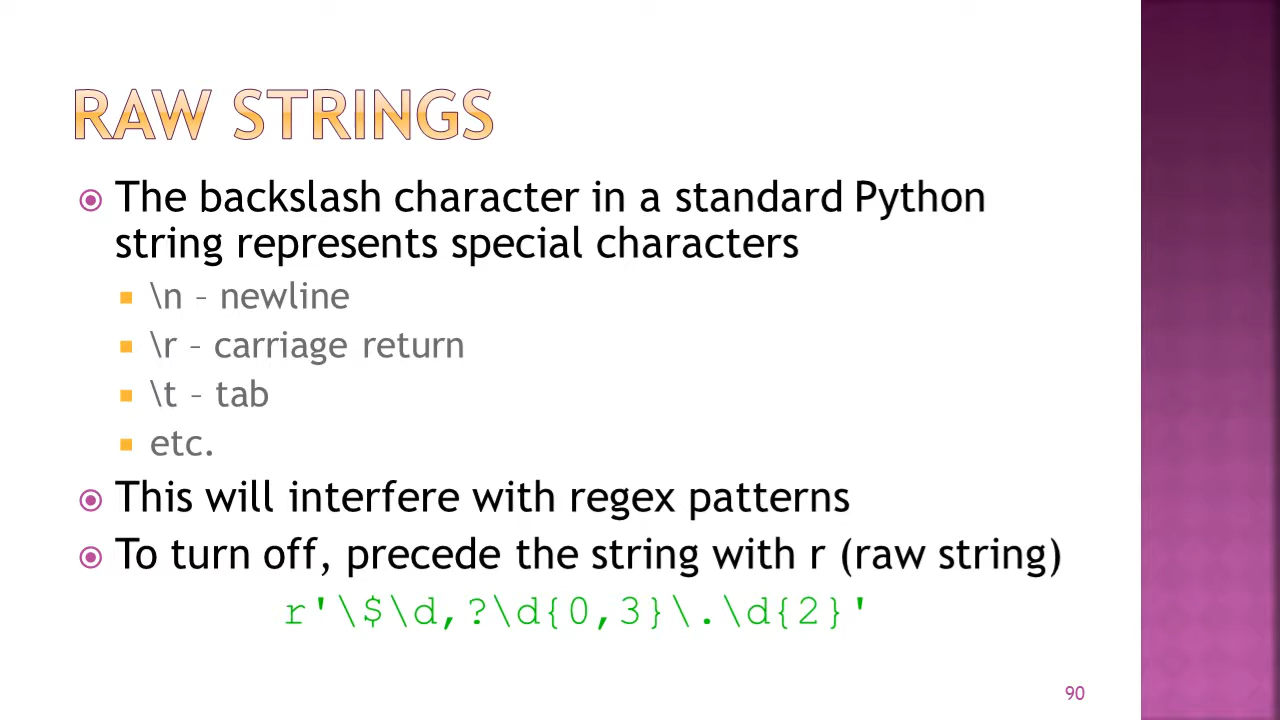 RAW STRINGS
The backslash character in a standard Python
string represents special characters
\n – newline
\r – carriage return
\t – tab
etc.
This will interfere with regex patterns
To turn off, precede the string with r (raw string)
r'\$\d,?\d{0,3}\.\d{2}'
90